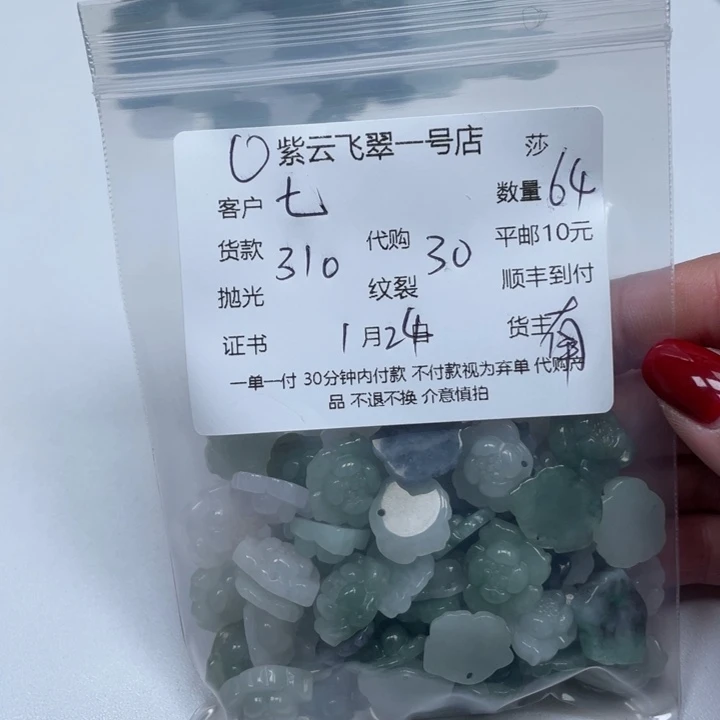 紫云飞翠一号店 莎
客户 七 数量 64
货款 310 代购 30 平邮10元
抛光 纹裂 顺丰到付
证书 1月24日 货主
一单一付 30分钟内付款 不付款视为弃单 代购
品 不退不换 介意慎拍